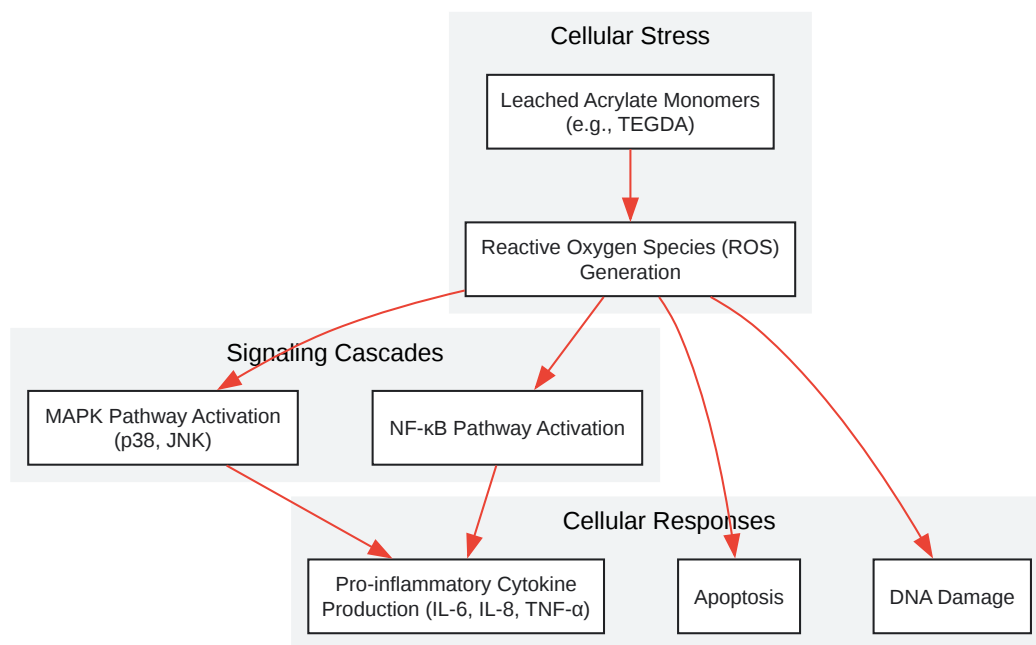 Cellular Stress
Leached Acrylate Monomers
(e.g., TEGDA)
Reactive Oxygen Species (ROS)
Generation
Signaling Cascades
MAPK Pathway Activation
(p38, JNK)
NF-κB Pathway Activation
Cellular Responses
Pro-inflammatory Cytokine
Production (IL-6, IL-8, TNF-α)
Apoptosis
DNA Damage